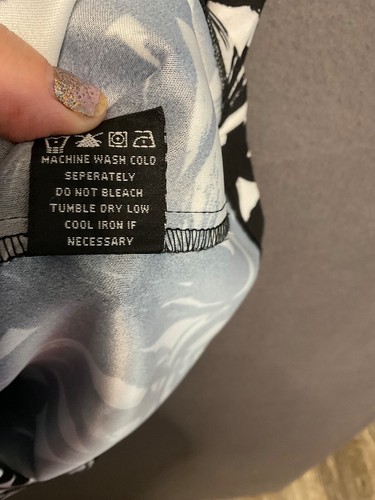 MACHINE WASH COLD
SEPERATELY
DO NOT BLEACH
TUMBLE DRY LOW
COOL IRON IF
NECESSARY